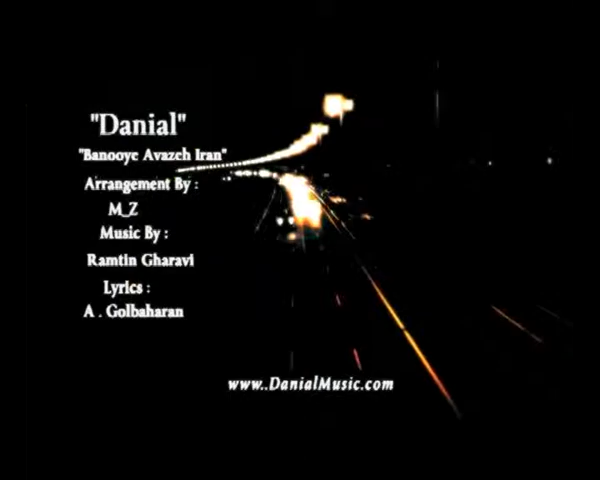 "Danial"
"Banooye Avazeh Iran"
Arrangement By :
M_Z
Music By :
Ramtin Gharavi
Lyrics :
A . Golbaharan
www..DanialMusic.com